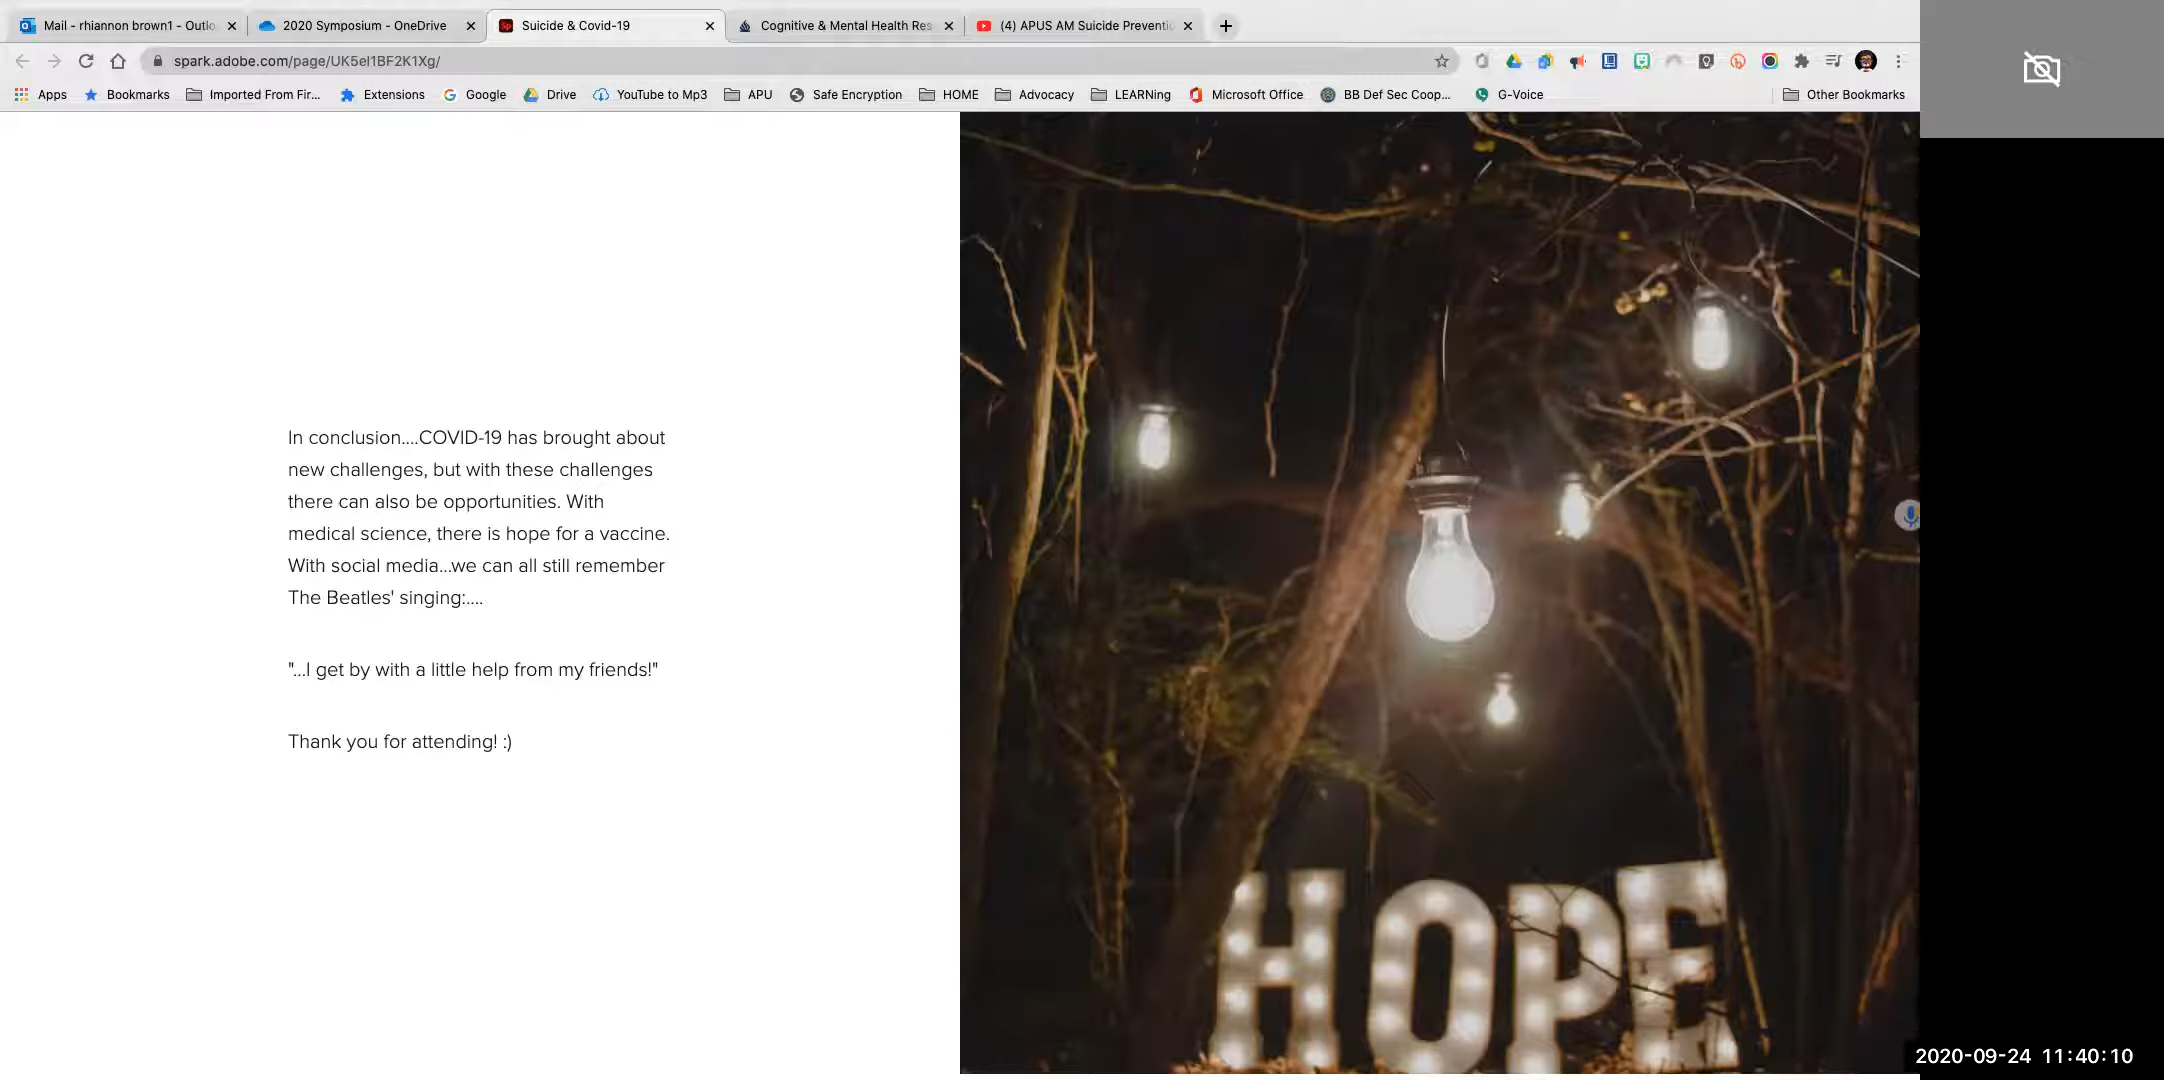 Mail - rhiannon brown1 - Outlo
2020 Symposium - OneDrive
Sp
Suicide & Covid-19
Cognitive & Mental Health Res
(4) APUS AM Suicide Preventi
spark.adobe.com/page/UK5eI1BF2K1Xg/
Apps
Bookmarks
Imported From Fir...
Extensions
Google
Drive
YouTube to Mp3
APU
Safe Encryption
HOME
Advocacy
LEARNing
Microsoft Office
BB Def Sec Coop...
G-Voice
Other Bookmarks
In conclusion....COVID-19 has brought about
new challenges, but with these challenges
there can also be opportunities. With
medical science, there is hope for a vaccine.
With social media...we can all still remember
The Beatles' singing:....
"...I get by with a little help from my friends!"
Thank you for attending! :)
HOPE
2020-09-24 11:40:10